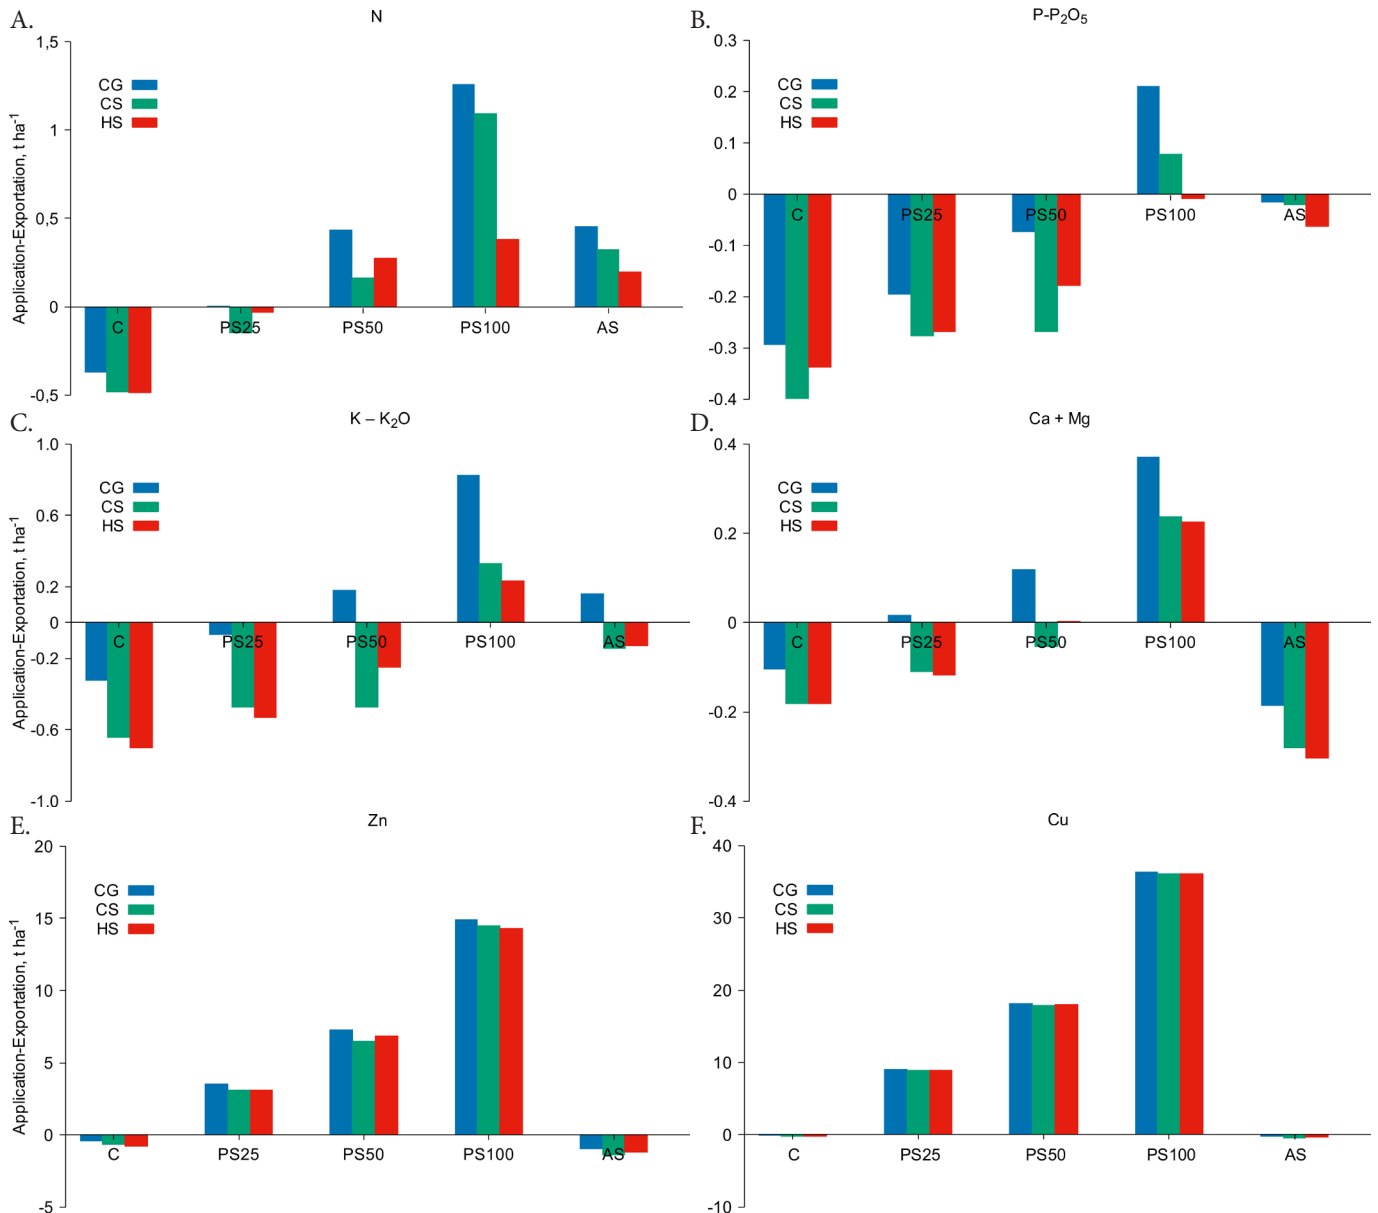 A.
N
1,5
1
0,5
0
-0,5
Application-Exportation, t ha-1
CG
CS
HS
C
PS25
PS50
PS100
AS
B.
P-P2O5
0.3
0.2
0.1
0
-0.1
-0.2
-0.3
-0.4
CG
CS
HS
C
PS25
PS50
PS100
AS
C.
K – K2O
1.0
0.6
0.2
0
-0.2
-0.6
-1.0
Application-Exportation, t ha-1
CG
CS
HS
C
PS25
PS50
PS100
AS
D.
Ca + Mg
0.4
0.2
0
-0.2
-0.4
CG
CS
HS
C
PS25
PS50
PS100
AS
E.
Zn
20
15
10
5
0
-5
Application-Exportation, t ha-1
CG
CS
HS
C
PS25
PS50
PS100
AS
F.
Cu
40
30
20
10
0
-10
CG
CS
HS
C
PS25
PS50
PS100
AS